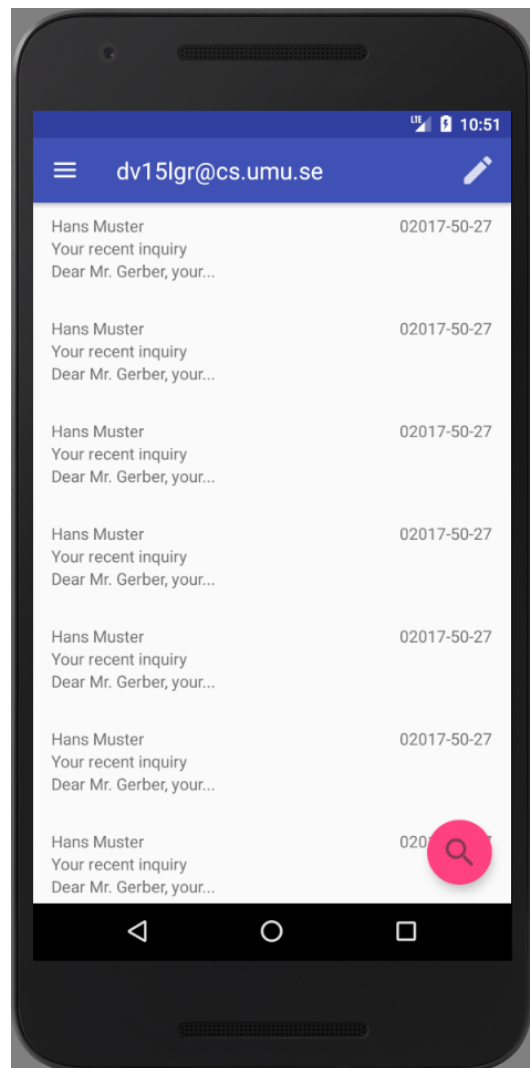 LTE 10:51
dv15lgr@cs.umu.se
Hans Muster 02017-50-27
Your recent inquiry
Dear Mr. Gerber, your...
Hans Muster 02017-50-27
Your recent inquiry
Dear Mr. Gerber, your...
Hans Muster 02017-50-27
Your recent inquiry
Dear Mr. Gerber, your...
Hans Muster 02017-50-27
Your recent inquiry
Dear Mr. Gerber, your...
Hans Muster 02017-50-27
Your recent inquiry
Dear Mr. Gerber, your...
Hans Muster 02017-50-27
Your recent inquiry
Dear Mr. Gerber, your...
Hans Muster
Your recent inquiry
Dear Mr. Gerber, your...